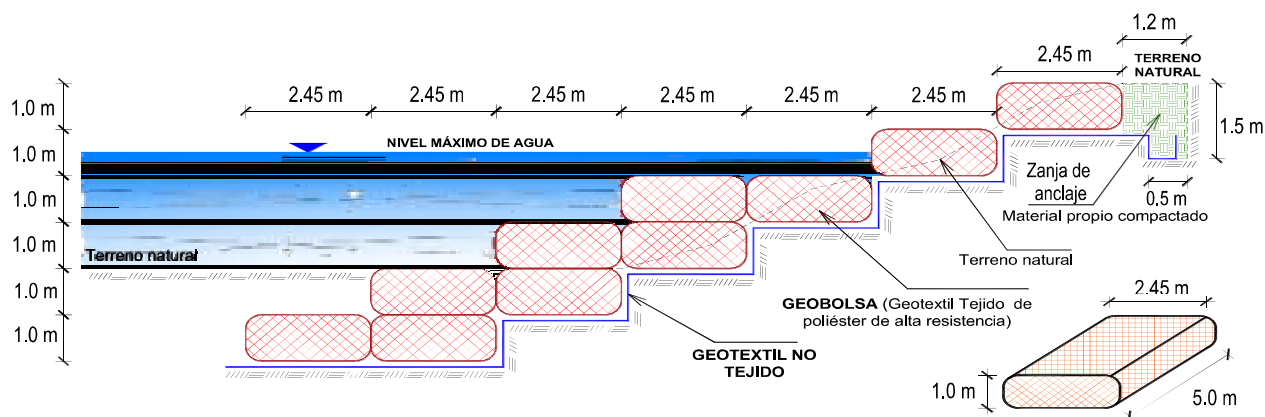 1.2 m
2.45 m
TERRENO
NATURAL
2.45 m
2.45 m
2.45 m
2.45 m
2.45 m
2.45 m
1.0 m
1.0 m
1.0 m
1.0 m
1.0 m
1.0 m
NIVEL MÁXIMO DE AGUA
1.5 m
Zanja de
anclaje
0,5 m
Material propio compactado
Terreno natural
Terreno natural
GEOBOLSA (Geotextil Tejido de
poliéster de alta resistencia)
GEOTEXTIL NO
TEJIDO
2.45 m
1.0 m
5.0 m